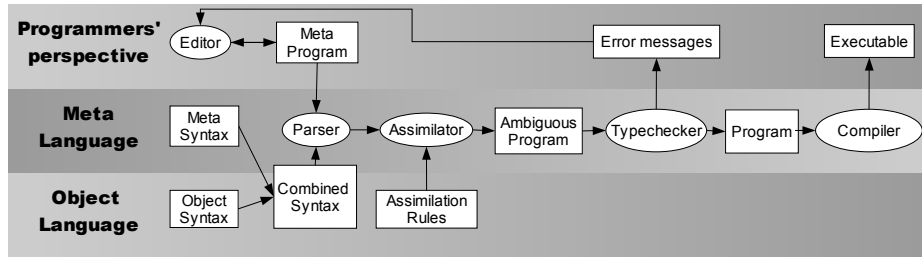 Programmers'
perspective
Editor
Meta
Program
Error messages
Executable
Meta
Language
Meta
Syntax
Parser
Assimilator
Ambiguous
Program
Typechecker
Program
Compiler
Object
Language
Object
Syntax
Combined
Syntax
Assimilation
Rules